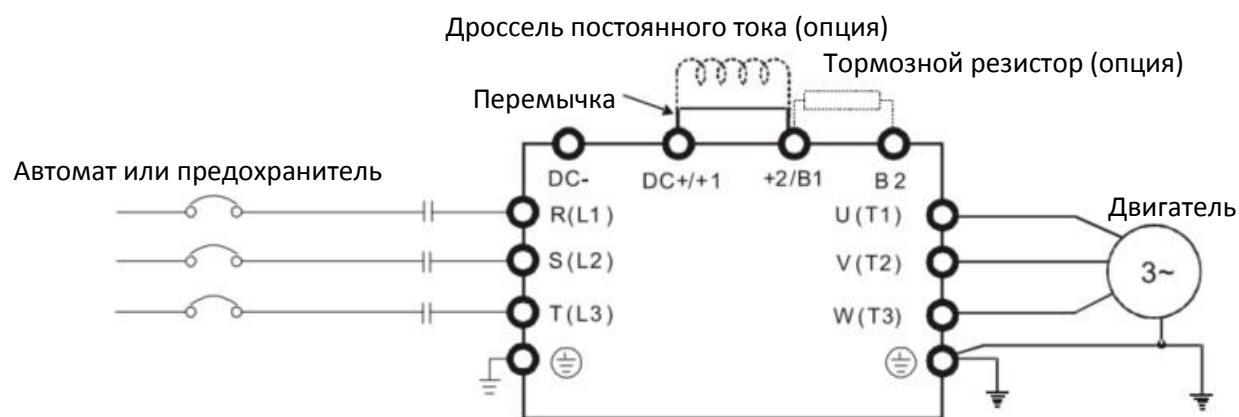 Дроссель постоянного тока (опция)
Тормозной резистор (опция)
Перемычка
Автомат или предохранитель
DC-
DC+/+1
+2/B1
B2
R(L1)
U(T1)
Двигатель
S(L2)
V(T2)
3~
T(L3)
W(T3)